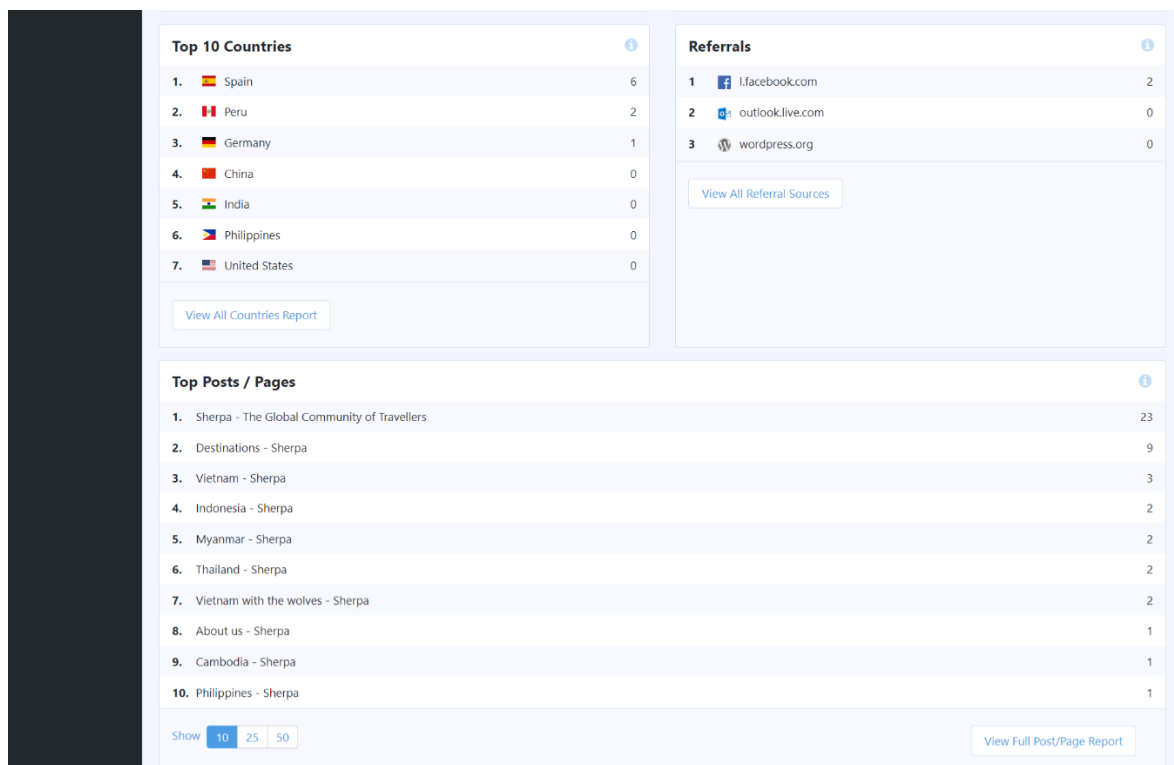 Top 10 Countries
1. Spain 6
2. Peru 2
3. Germany 1
4. China 0
5. India 0
6. Philippines 0
7. United States 0
View All Countries Report
Referrals
1 l.facebook.com 2
2 outlook.live.com 0
3 wordpress.org 0
View All Referral Sources
Top Posts / Pages
1. Sherpa - The Global Community of Travellers 23
2. Destinations - Sherpa 9
3. Vietnam - Sherpa 3
4. Indonesia - Sherpa 2
5. Myanmar - Sherpa 2
6. Thailand - Sherpa 2
7. Vietnam with the wolves - Sherpa 2
8. About us - Sherpa 1
9. Cambodia - Sherpa 1
10. Philippines - Sherpa 1
Show 10 25 50
View Full Post/Page Report